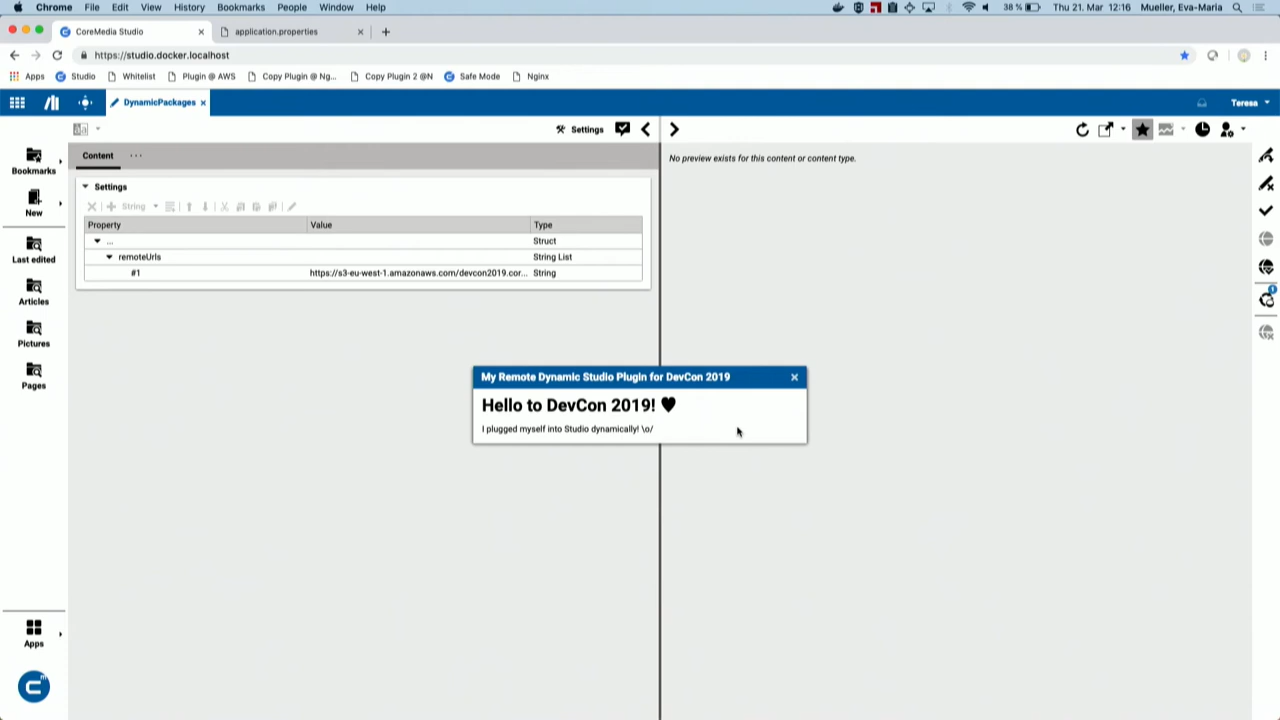 Chrome File Edit View History Bookmarks People Window Help 38 % Thu 21. Mar 12:16 Mueller, Eva-Maria
CoreMedia Studio application.properties
https://studio.docker.localhost
Apps Studio Whitelist Plugin @ AWS Copy Plugin @ Ng... Copy Plugin 2 @N Safe Mode Nginx
DynamicPackages Teresa
Aa Settings
Bookmarks
New
Last edited
Articles
Pictures
Pages
Apps
Content ...
Settings
String
Property Value Type
... Struct
remoteUrls String List
#1 https://s3-eu-west-1.amazonaws.com/devcon2019.cor... String
No preview exists for this content or content type.
1
My Remote Dynamic Studio Plugin for DevCon 2019
Hello to DevCon 2019! ♥
I plugged myself into Studio dynamically! \o/